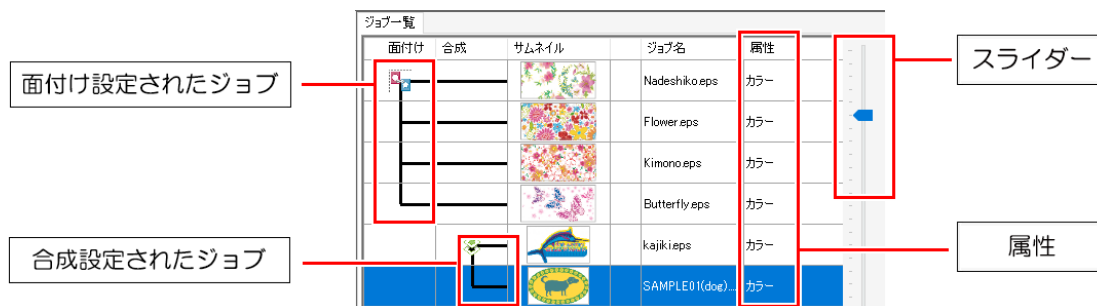 ジョブ一覧
面付け 合成 サムネイル ジョブ名 属性
スライダー
面付け設定されたジョブ
Nadeshiko.eps カラー
Flower.eps カラー
Kimono.eps カラー
Butterfly.eps カラー
合成設定されたジョブ
kajiki.eps カラー
属性
SAMPLE01(dog)... カラー